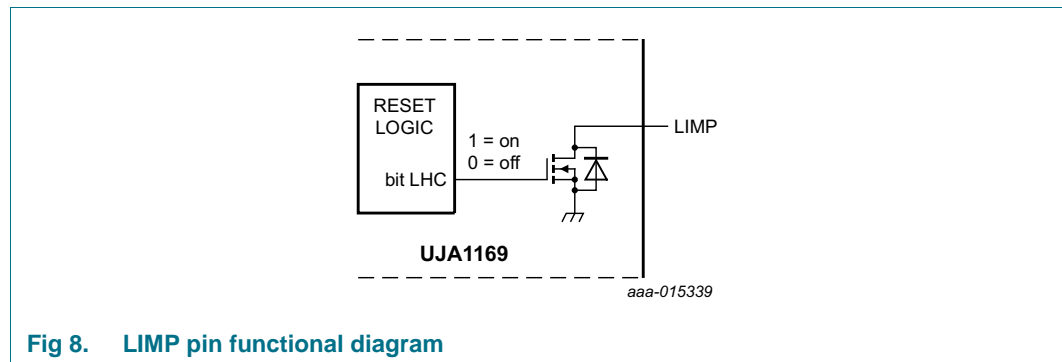 RESET
LOGIC
1 = on
0 = off
bit LHC
LIMP
UJA1169
aaa-015339
Fig 8. LIMP pin functional diagram